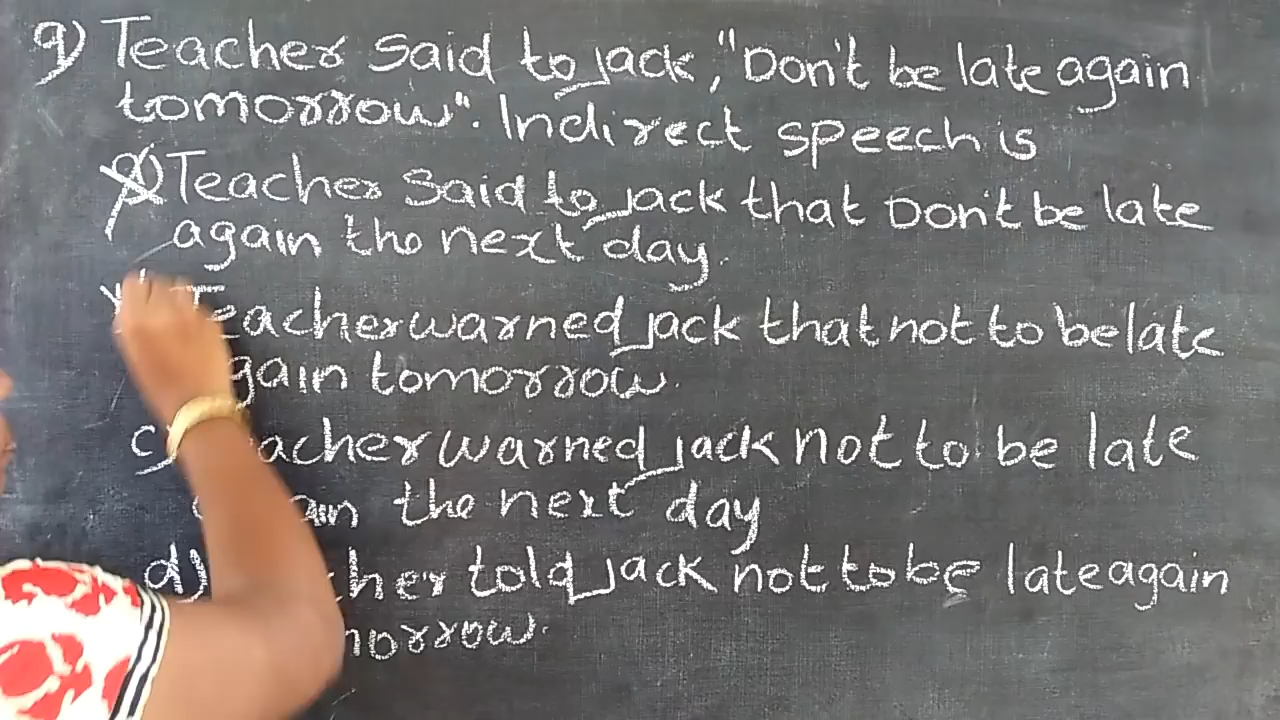 q) Teacher said to Jack, "Don't be late again
tomorrow". Indirect speech is
a) Teacher said to Jack that Don't be late
again the next day.
Teacher warned Jack that not to be late
gain tomorrow.
c) eacher warned Jack not to be late
ain the next day
d) cher told Jack not to be late again
morrow.